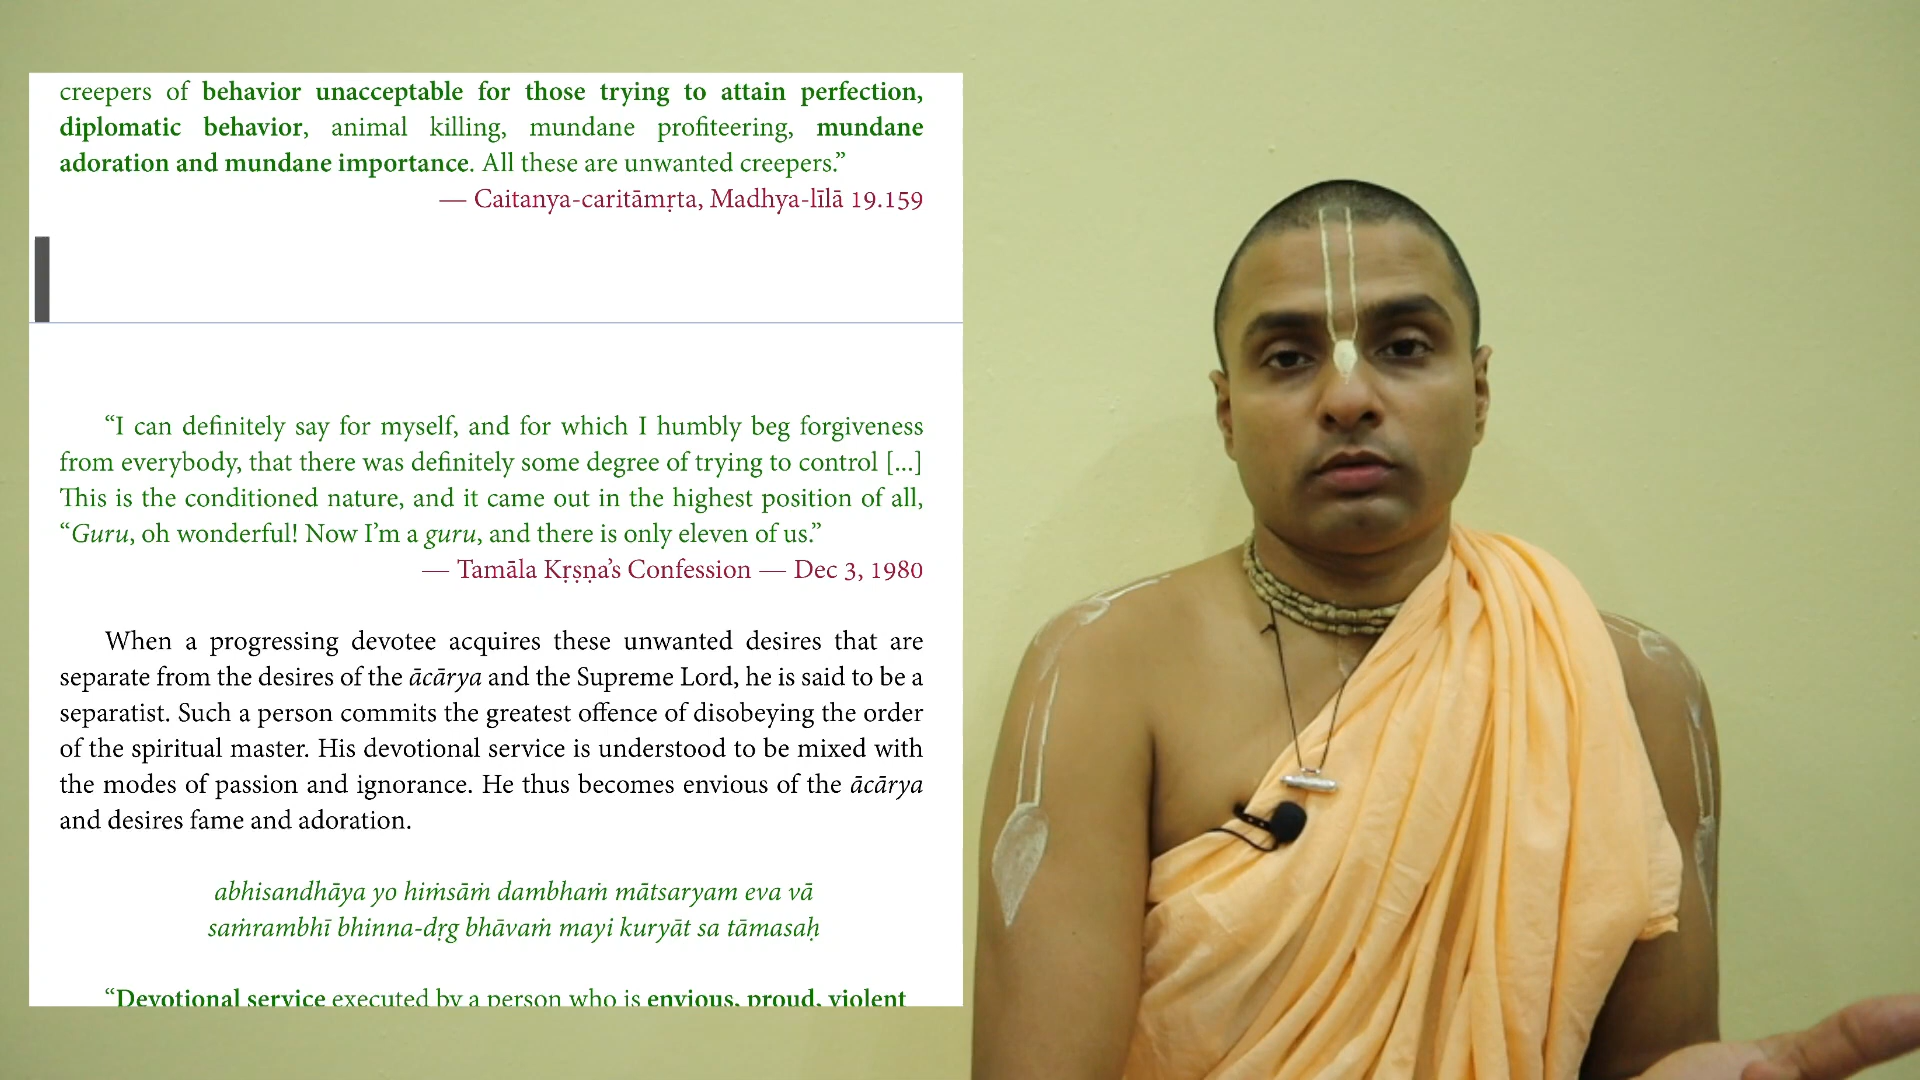 creepers of behavior unacceptable for those trying to attain perfection,
diplomatic behavior, animal killing, mundane profiteering, mundane
adoration and mundane importance. All these are unwanted creepers.”
— Caitanya-caritāmṛta, Madhya-līlā 19.159
“I can definitely say for myself, and for which I humbly beg forgiveness
from everybody, that there was definitely some degree of trying to control [...]
This is the conditioned nature, and it came out in the highest position of all,
“Guru, oh wonderful! Now I’m a guru, and there is only eleven of us.”
— Tamāla Kṛṣṇa’s Confession — Dec 3, 1980
When a progressing devotee acquires these unwanted desires that are
separate from the desires of the ācārya and the Supreme Lord, he is said to be a
separatist. Such a person commits the greatest offence of disobeying the order
of the spiritual master. His devotional service is understood to be mixed with
the modes of passion and ignorance. He thus becomes envious of the ācārya
and desires fame and adoration.
abhisandhāya yo hiṁsāṁ dambhaṁ mātsaryam eva vā
saṁrambhī bhinna-dṛg bhāvaṁ mayi kuryāt sa tāmasaḥ
“Devotional service executed by a person who is envious, proud, violent